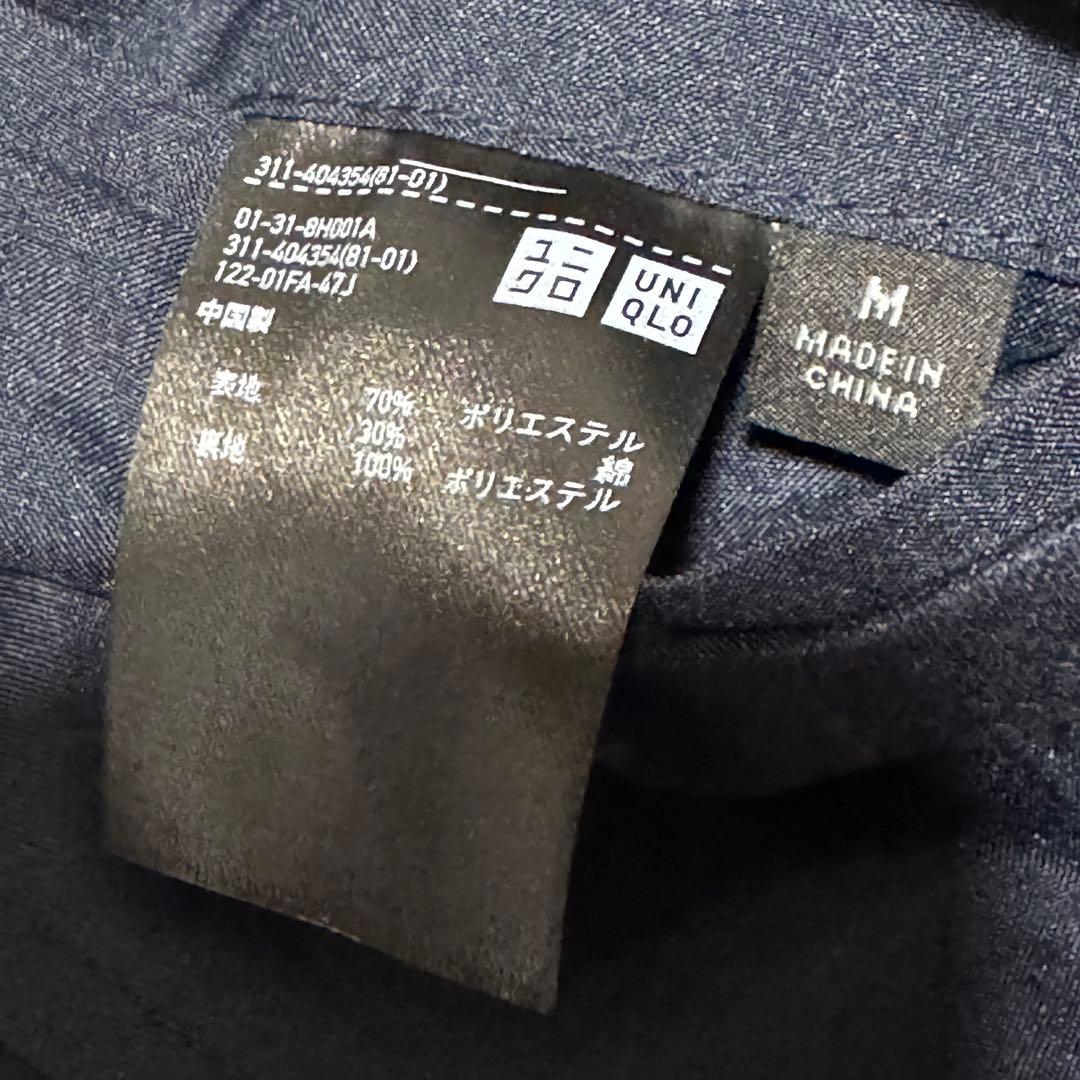 311-404354(81-01)
01-31-8H001A
311-404354(81-01)
122-01FA-47J
中国製
ユニ
クロ
UNI
QLO
表地 70% ポリエステル
30% 綿
裏地 100% ポリエステル
M
MADE IN
CHINA